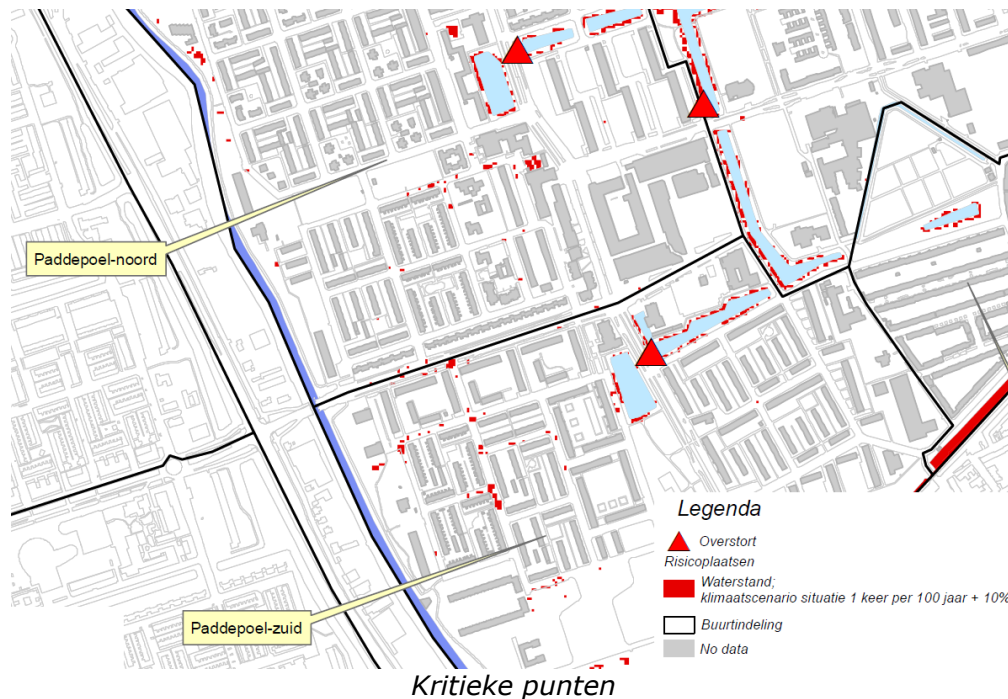 Paddepoel-noord
Paddepoel-zuid
Legenda
Overstort
Risicoplaatsen
Waterstand;
klimaatscenario situatie 1 keer per 100 jaar + 10%
Buurtindeling
No data
Kritieke punten